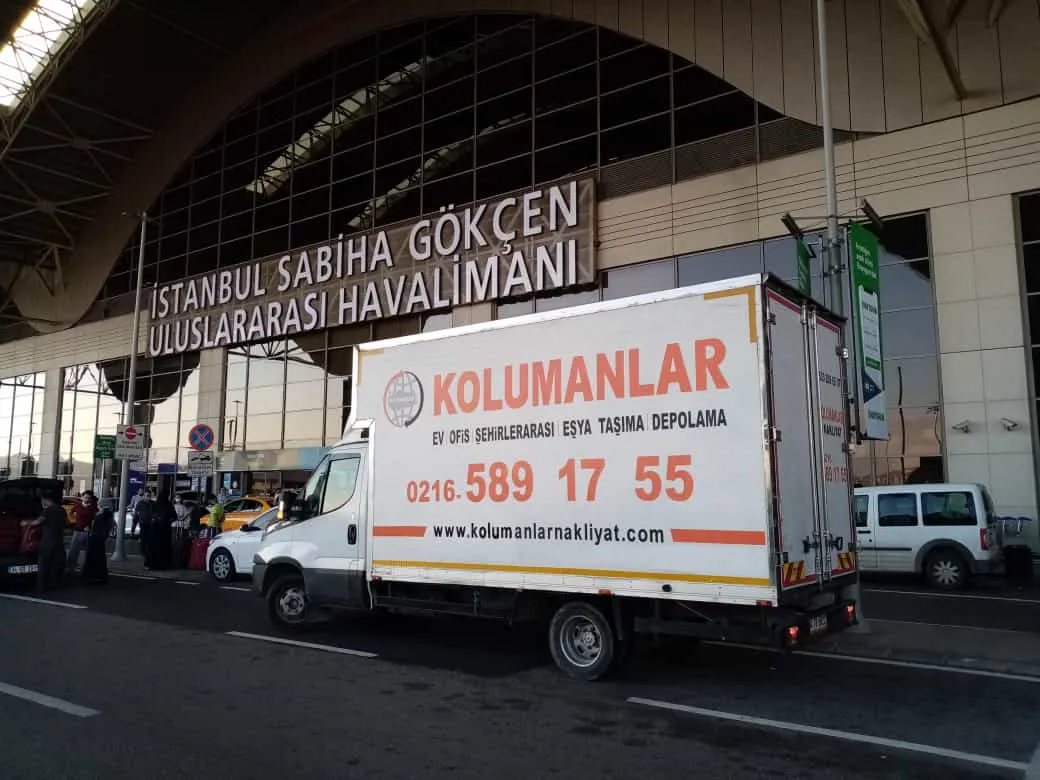 İSTANBUL SABİHA GÖKÇEN
ULUSLARARASI HAVALİMANI
KOLUMANLAR
EV | OFİS | ŞEHİRLERARASI | EŞYA TAŞIMA | DEPOLAMA
0216. 589 17 55
www.kolumanlarnakliyat.com